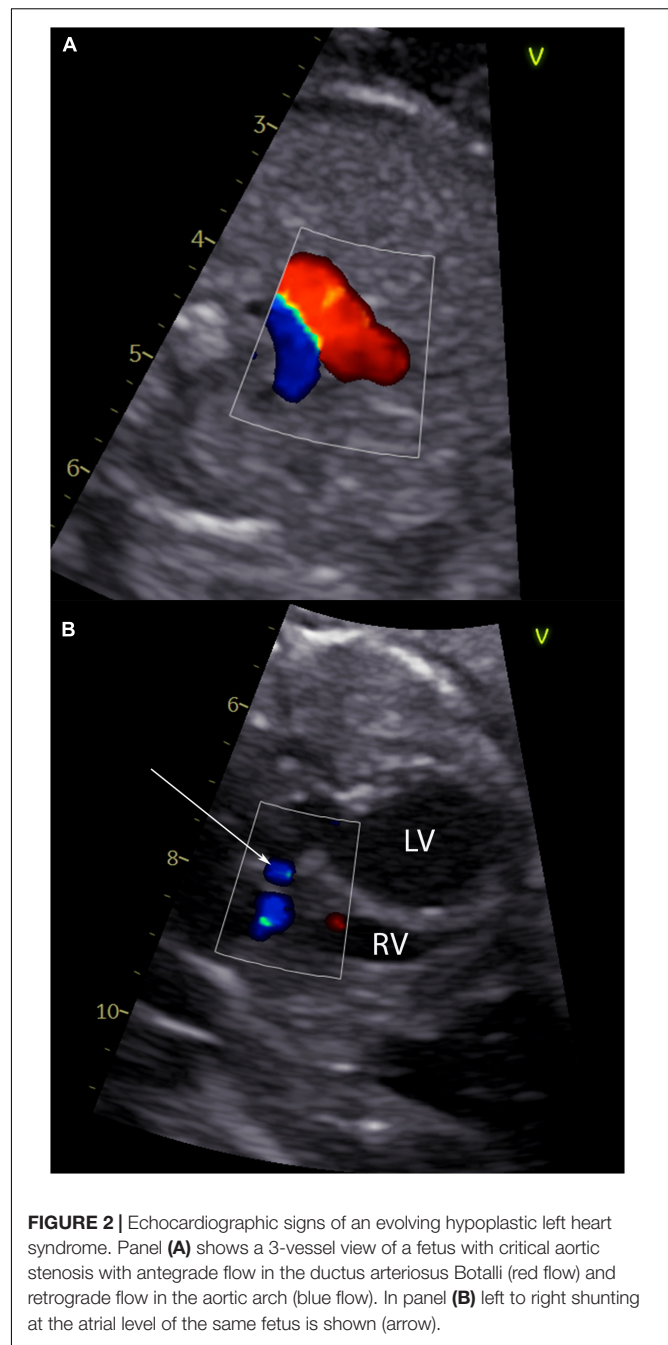 A
V
3
4
5
6
B
V
6
LV
8
RV
10
FIGURE 2 | Echocardiographic signs of an evolving hypoplastic left heart
syndrome. Panel (A) shows a 3-vessel view of a fetus with critical aortic
stenosis with antegrade flow in the ductus arteriosus Botalli (red flow) and
retrograde flow in the aortic arch (blue flow). In panel (B) left to right shunting
at the atrial level of the same fetus is shown (arrow).